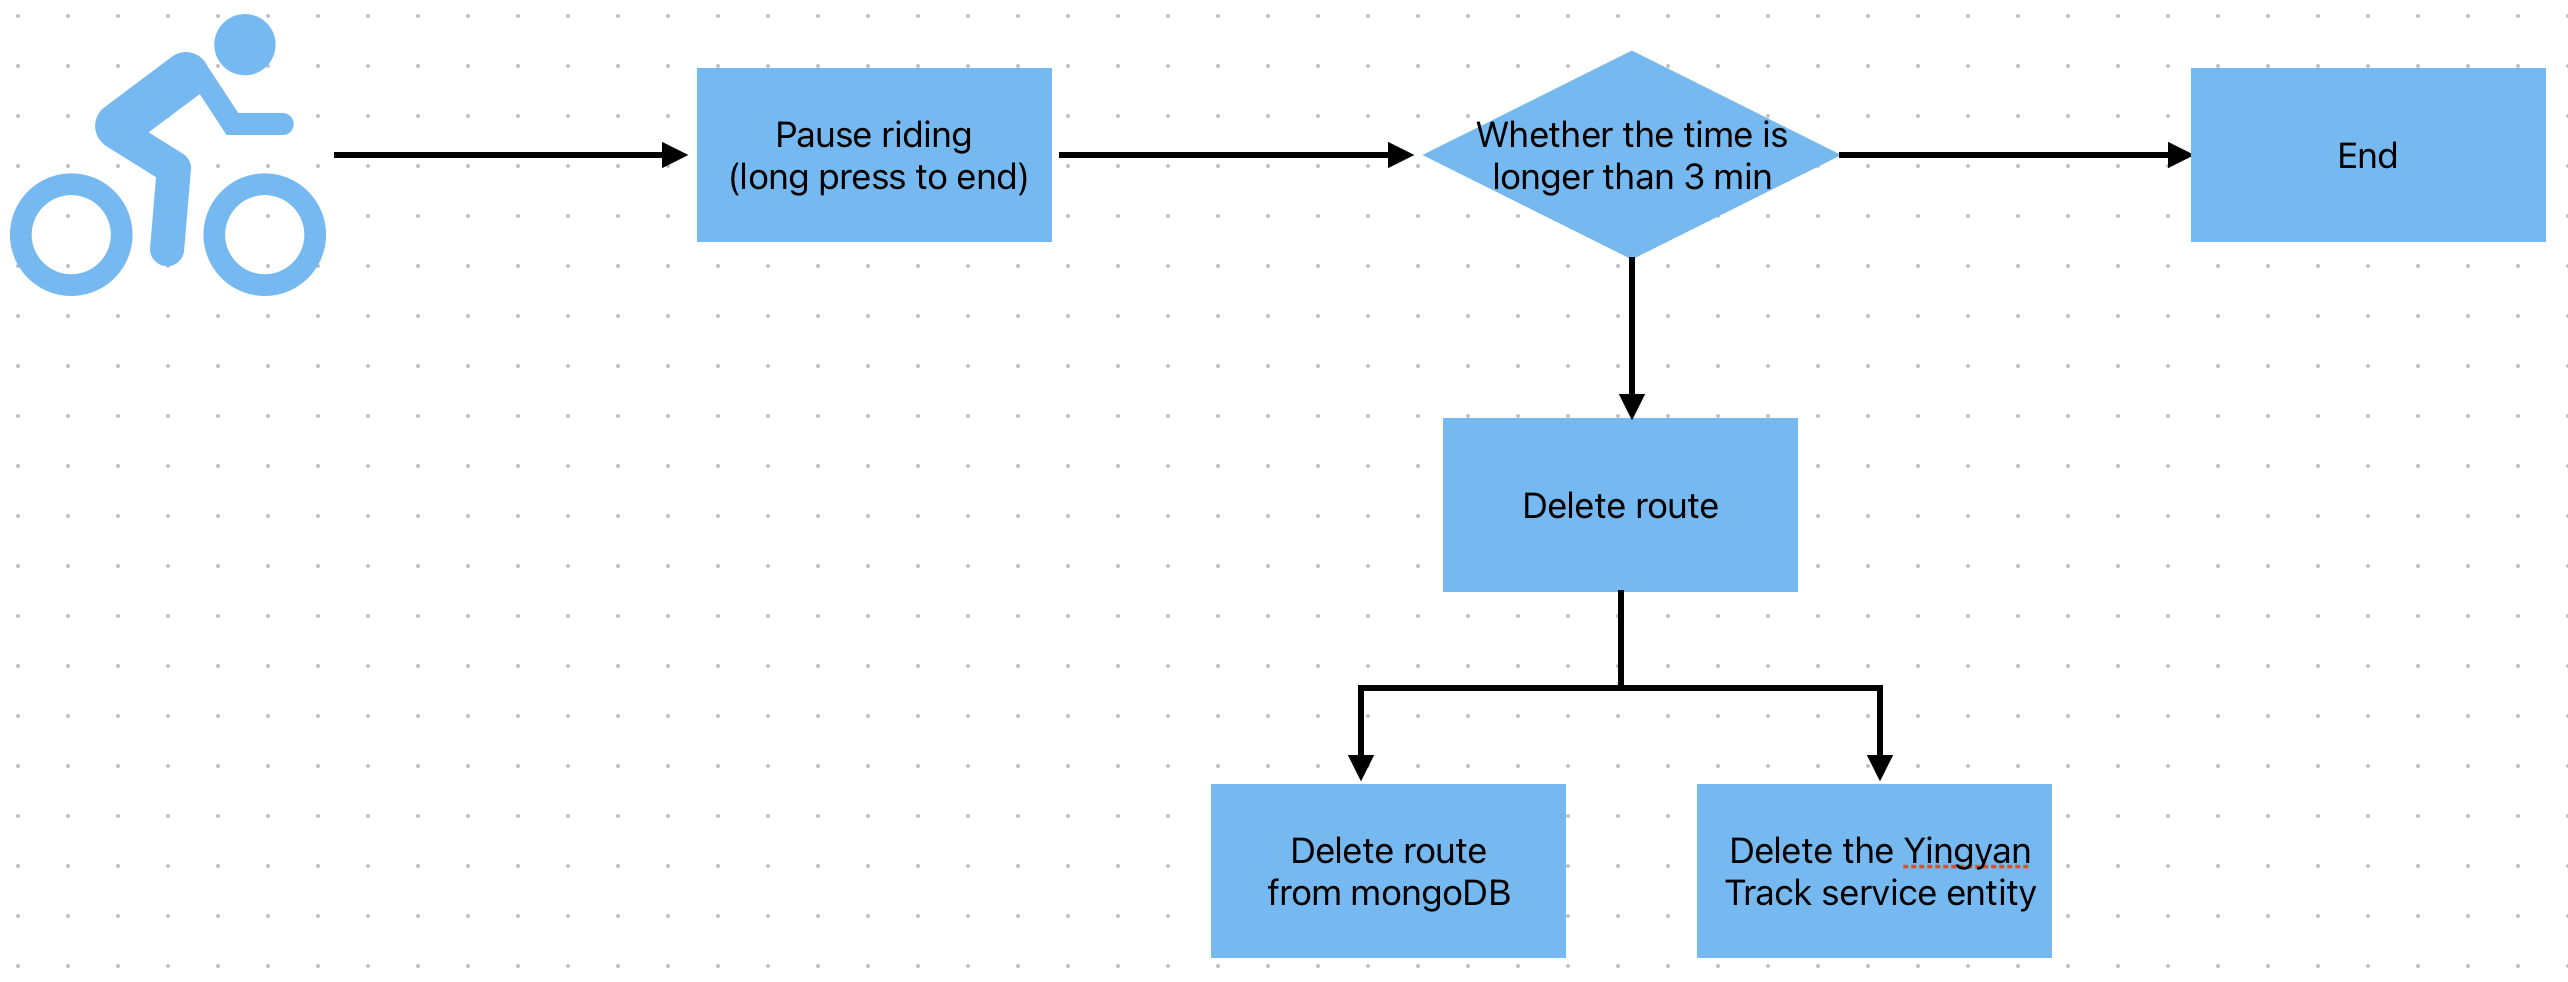 Pause riding
(long press to end)
Whether the time is
longer than 3 min
End
Delete route
Delete route
from mongoDB
Delete the Yingyan
Track service entity